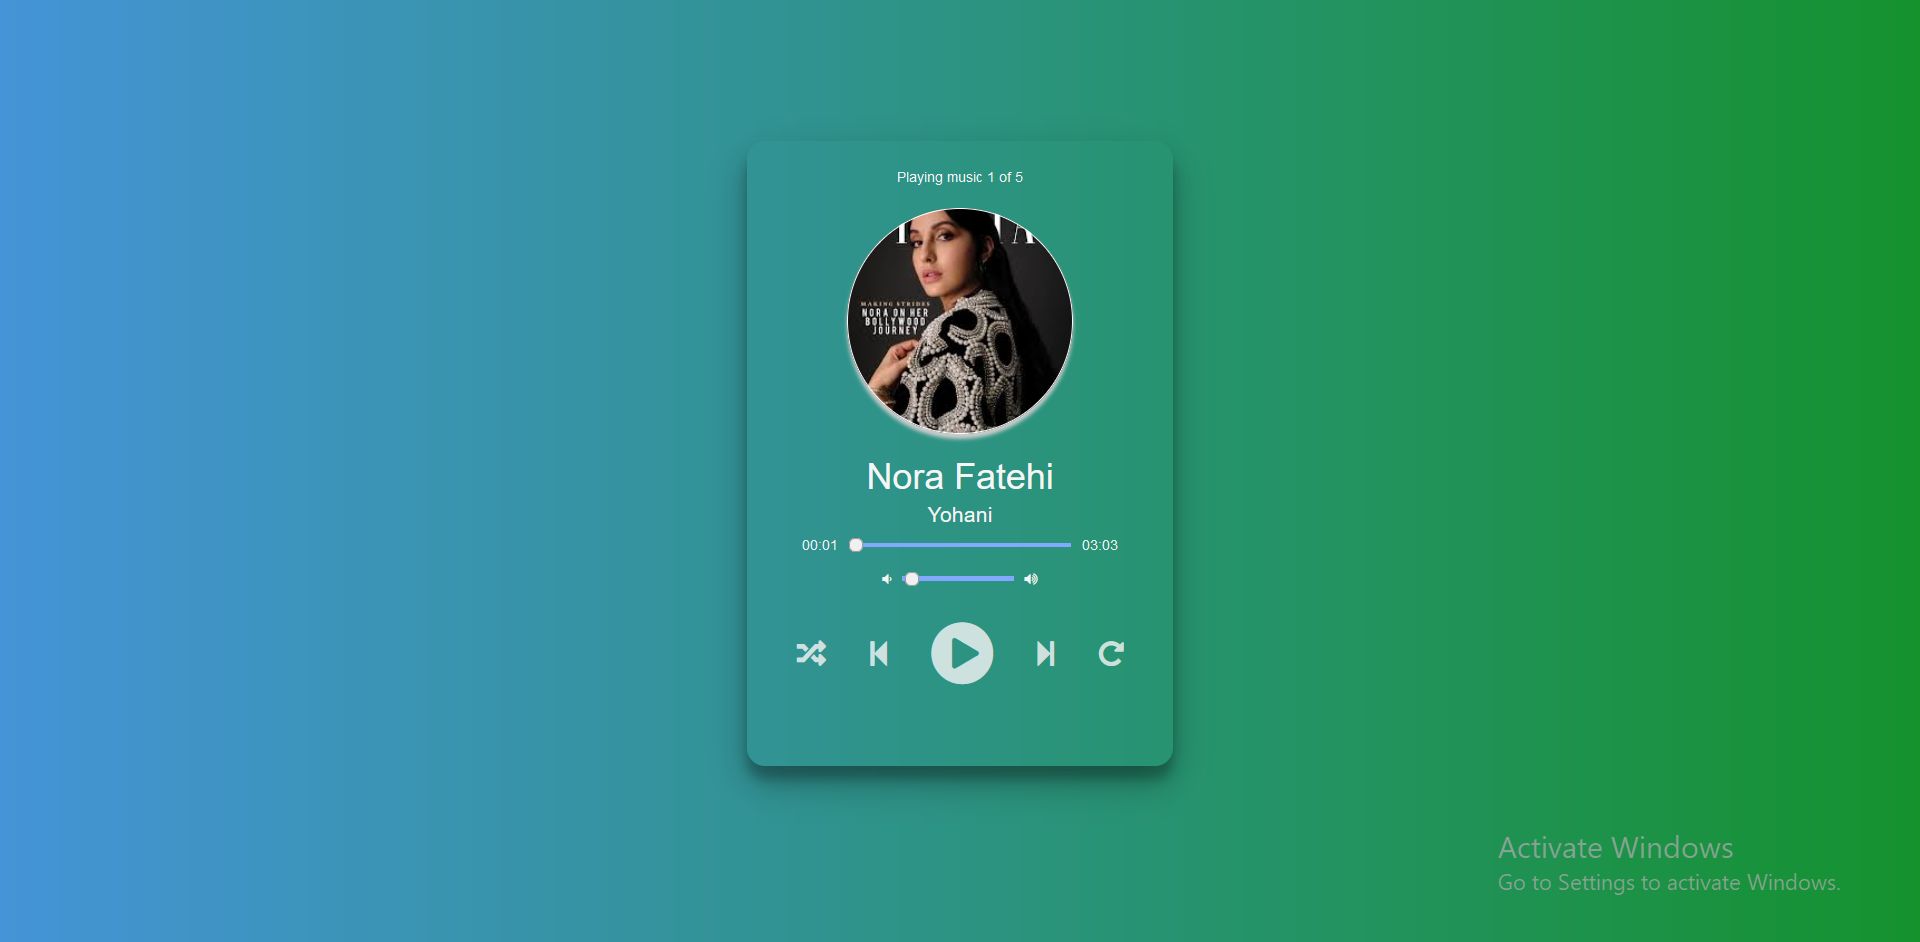 Playing music 1 of 5
MAKING STRIDES
NORA ON HER
BOLLYWOOD
JOURNEY
Nora Fatehi
Yohani
00:01 03:03
Activate Windows
Go to Settings to activate Windows.